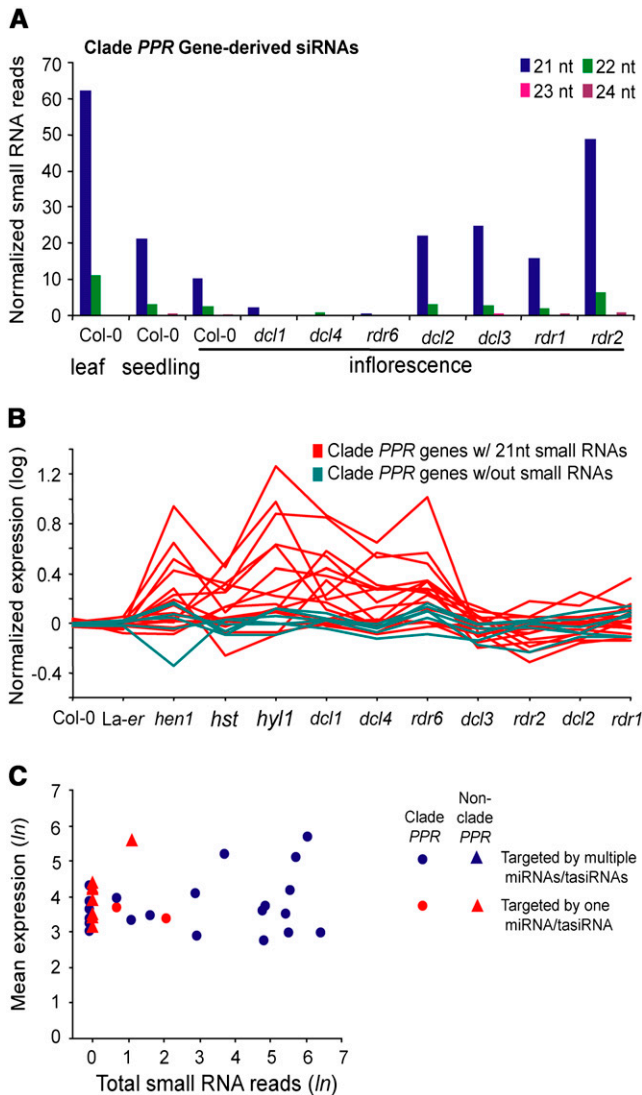 A
Clade PPR Gene-derived siRNAs
21 nt 22 nt
23 nt 24 nt
Normalized small RNA reads
70
60
50
40
30
20
10
0
Col-0 Col-0 Col-0 dcl1 dcl4 rdr6 dcl2 dcl3 rdr1 rdr2
leaf seedling inflorescence
B
Clade PPR genes w/ 21nt small RNAs
Clade PPR genes w/out small RNAs
Normalized expression (log)
1.2
0.8
0.4
0
-0.4
Col-0 La-er hen1 hst hyl1 dcl1 dcl4 rdr6 dcl3 rdr2 dcl2 rdr1
C
Mean expression (ln)
7
6
5
4
3
2
1
0
0 1 2 3 4 5 6 7
Total small RNA reads (ln)
Clade PPR
Non-clade PPR
Targeted by multiple
miRNAs/tasiRNAs
Targeted by one
miRNA/tasiRNA